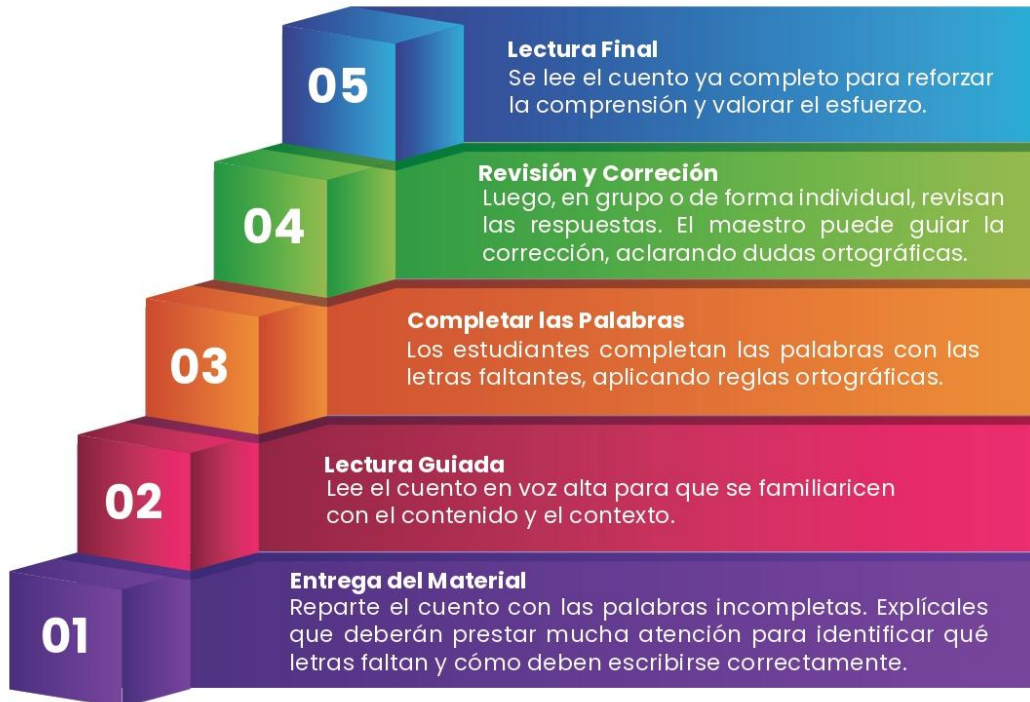 05
Lectura Final
Se lee el cuento ya completo para reforzar
la comprensión y valorar el esfuerzo.
04
Revisión y Correción
Luego, en grupo o de forma individual, revisan
las respuestas. El maestro puede guiar la
corrección, aclarando dudas ortográficas.
03
Completar las Palabras
Los estudiantes completan las palabras con las
letras faltantes, aplicando reglas ortográficas.
02
Lectura Guiada
Lee el cuento en voz alta para que se familiaricen
con el contenido y el contexto.
01
Entrega del Material
Reparte el cuento con las palabras incompletas. Explícales
que deberán prestar mucha atención para identificar qué
letras faltan y cómo deben escribirse correctamente.